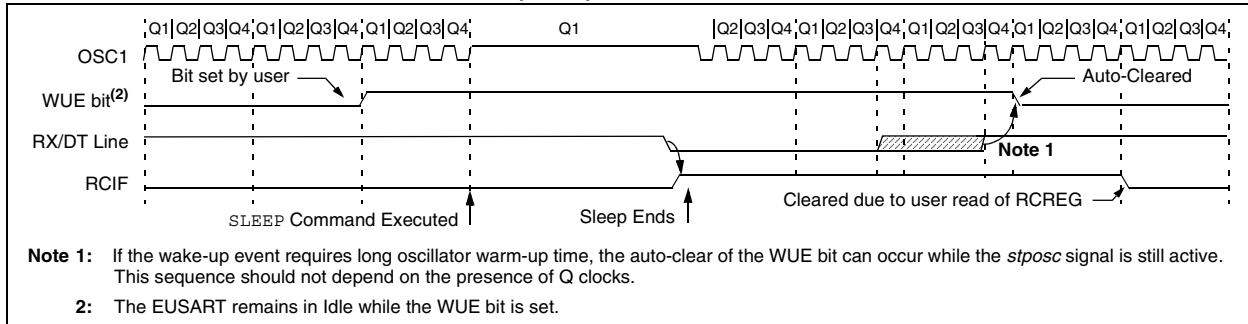 Q1 Q2 Q3 Q4 Q1 Q2 Q3 Q4 Q1 Q2 Q3 Q4 Q1 Q2 Q3 Q4 Q1 Q2 Q3 Q4 Q1 Q2 Q3 Q4 Q1 Q2 Q3 Q4 Q1 Q2 Q3 Q4
OSC1
Bit set by user
Auto-Cleared
WUE bit(2)
RX/DT Line
Note 1
RCIF
Cleared due to user read of RCREG
SLEEP Command Executed
Sleep Ends
Note 1: If the wake-up event requires long oscillator warm-up time, the auto-clear of the WUE bit can occur while the stposc signal is still active.
This sequence should not depend on the presence of Q clocks.
2: The EUSART remains in Idle while the WUE bit is set.